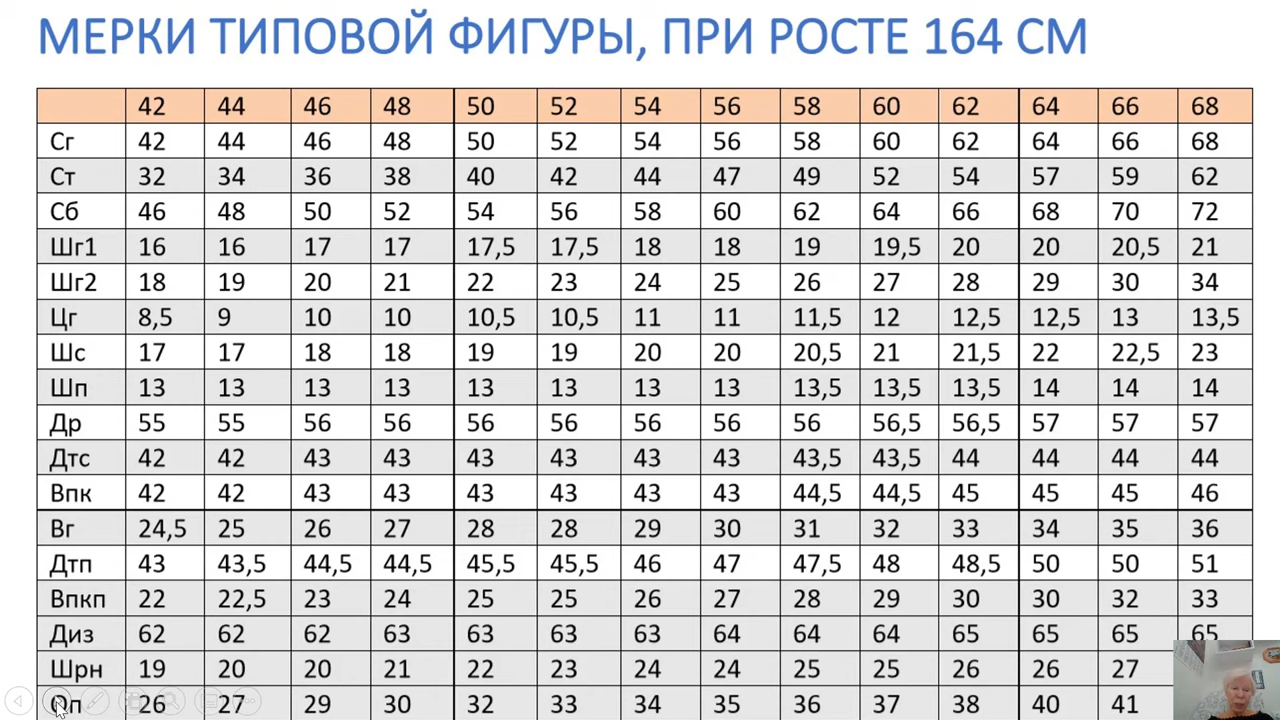 МЕРКИ ТИПОВОЙ ФИГУРЫ, ПРИ РОСТЕ 164 СМ
42 44 46 48 50 52 54 56 58 60 62 64 66 68
Сг 42 44 46 48 50 52 54 56 58 60 62 64 66 68
Ст 32 34 36 38 40 42 44 47 49 52 54 57 59 62
Сб 46 48 50 52 54 56 58 60 62 64 66 68 70 72
Шг1 16 16 17 17 17,5 17,5 18 18 19 19,5 20 20 20,5 21
Шг2 18 19 20 21 22 23 24 25 26 27 28 29 30 34
Цг 8,5 9 10 10 10,5 10,5 11 11 11,5 12 12,5 12,5 13 13,5
Шс 17 17 18 18 19 19 20 20 20,5 21 21,5 22 22,5 23
Шп 13 13 13 13 13 13 13 13 13,5 13,5 13,5 14 14 14
Др 55 55 56 56 56 56 56 56 56 56,5 56,5 57 57 57
Дтс 42 42 43 43 43 43 43 43 43,5 43,5 44 44 44 44
Впк 42 42 43 43 43 43 43 43 44,5 44,5 45 45 45 46
Вг 24,5 25 26 27 28 28 29 30 31 32 33 34 35 36
Дтп 43 43,5 44,5 44,5 45,5 45,5 46 47 47,5 48 48,5 50 50 51
Впкп 22 22,5 23 24 25 25 26 27 28 29 30 30 32 33
Диз 62 62 62 63 63 63 63 64 64 64 65 65 65 65
Шрн 19 20 20 21 22 23 24 24 25 25 26 26 27
Оп 26 27 29 30 32 33 34 35 36 37 38 40 41